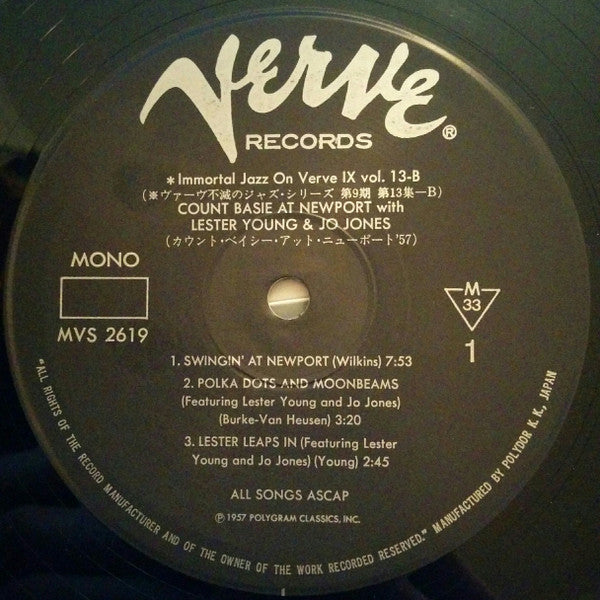 Verve®
RECORDS
*Immortal Jazz On Verve IX vol. 13-B
(※ヴァーヴ不滅のジャズ・シリーズ 第9期 第13集—B)
COUNT BASIE AT NEWPORT with
LESTER YOUNG & JO JONES
(カウント・ベイシー・アット・ニューポート'57)
MONO
MVS 2619
M
33
1
1. SWINGIN' AT NEWPORT (Wilkins) 7:53
2. POLKA DOTS AND MOONBEAMS
(Featuring Lester Young and Jo Jones)
(Burke-Van Heusen) 3:20
3. LESTER LEAPS IN (Featuring Lester
Young and Jo Jones) (Young) 2:45
ALL SONGS ASCAP
Ⓟ1957 POLYGRAM CLASSICS, INC.
"ALL RIGHTS OF THE RECORD MANUFACTURER AND OF THE OWNER OF THE WORK RECORDED RESERVED." MANUFACTURED BY POLYDOR K. K., JAPAN